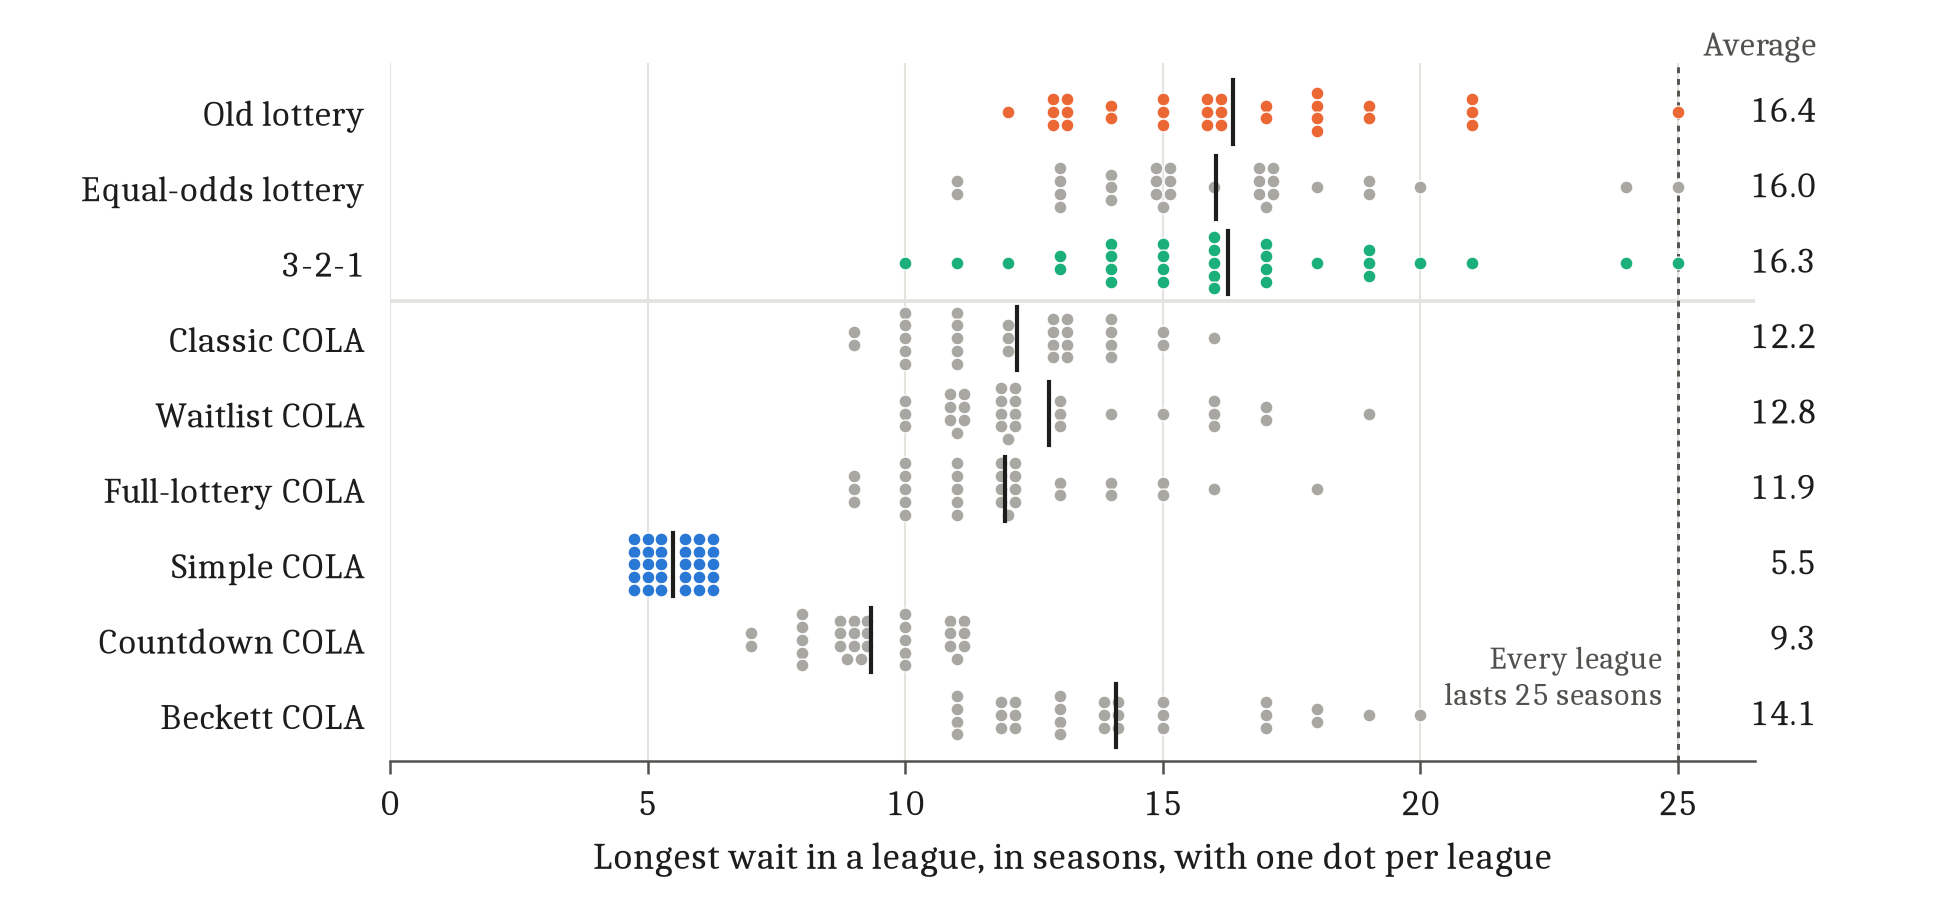 Average
Old lottery 16.4
Equal-odds lottery 16.0
3-2-1 16.3
Classic COLA 12.2
Waitlist COLA 12.8
Full-lottery COLA 11.9
Simple COLA 5.5
Countdown COLA 9.3
Every league
lasts 25 seasons
Beckett COLA 14.1
0 5 10 15 20 25
Longest wait in a league, in seasons, with one dot per league